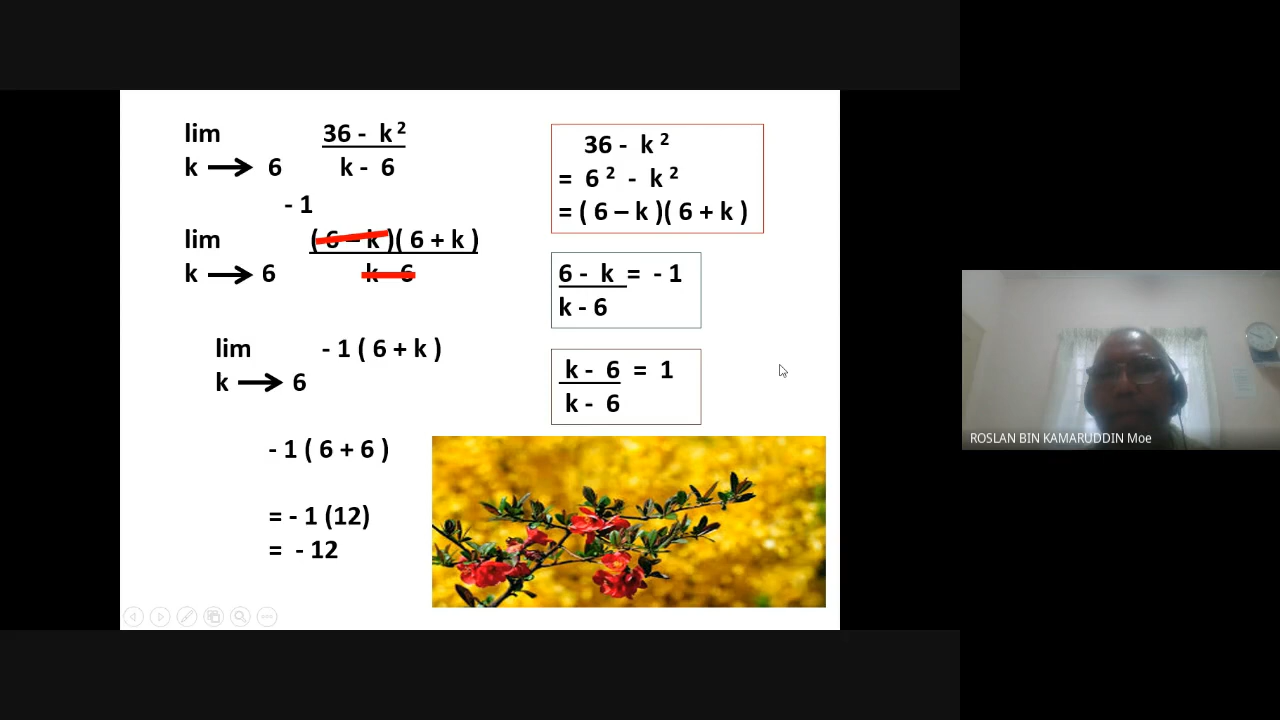 lim 36 - k²
k → 6 k - 6
- 1
lim ( 6 – k )( 6 + k )
k → 6 k - 6
lim - 1 ( 6 + k )
k → 6
- 1 ( 6 + 6 )
= - 1 (12)
= - 12
36 - k²
= 6² - k²
= ( 6 – k )( 6 + k )
6 - k = - 1
k - 6
k - 6 = 1
k - 6
ROSLAN BIN KAMARUDDIN Moe